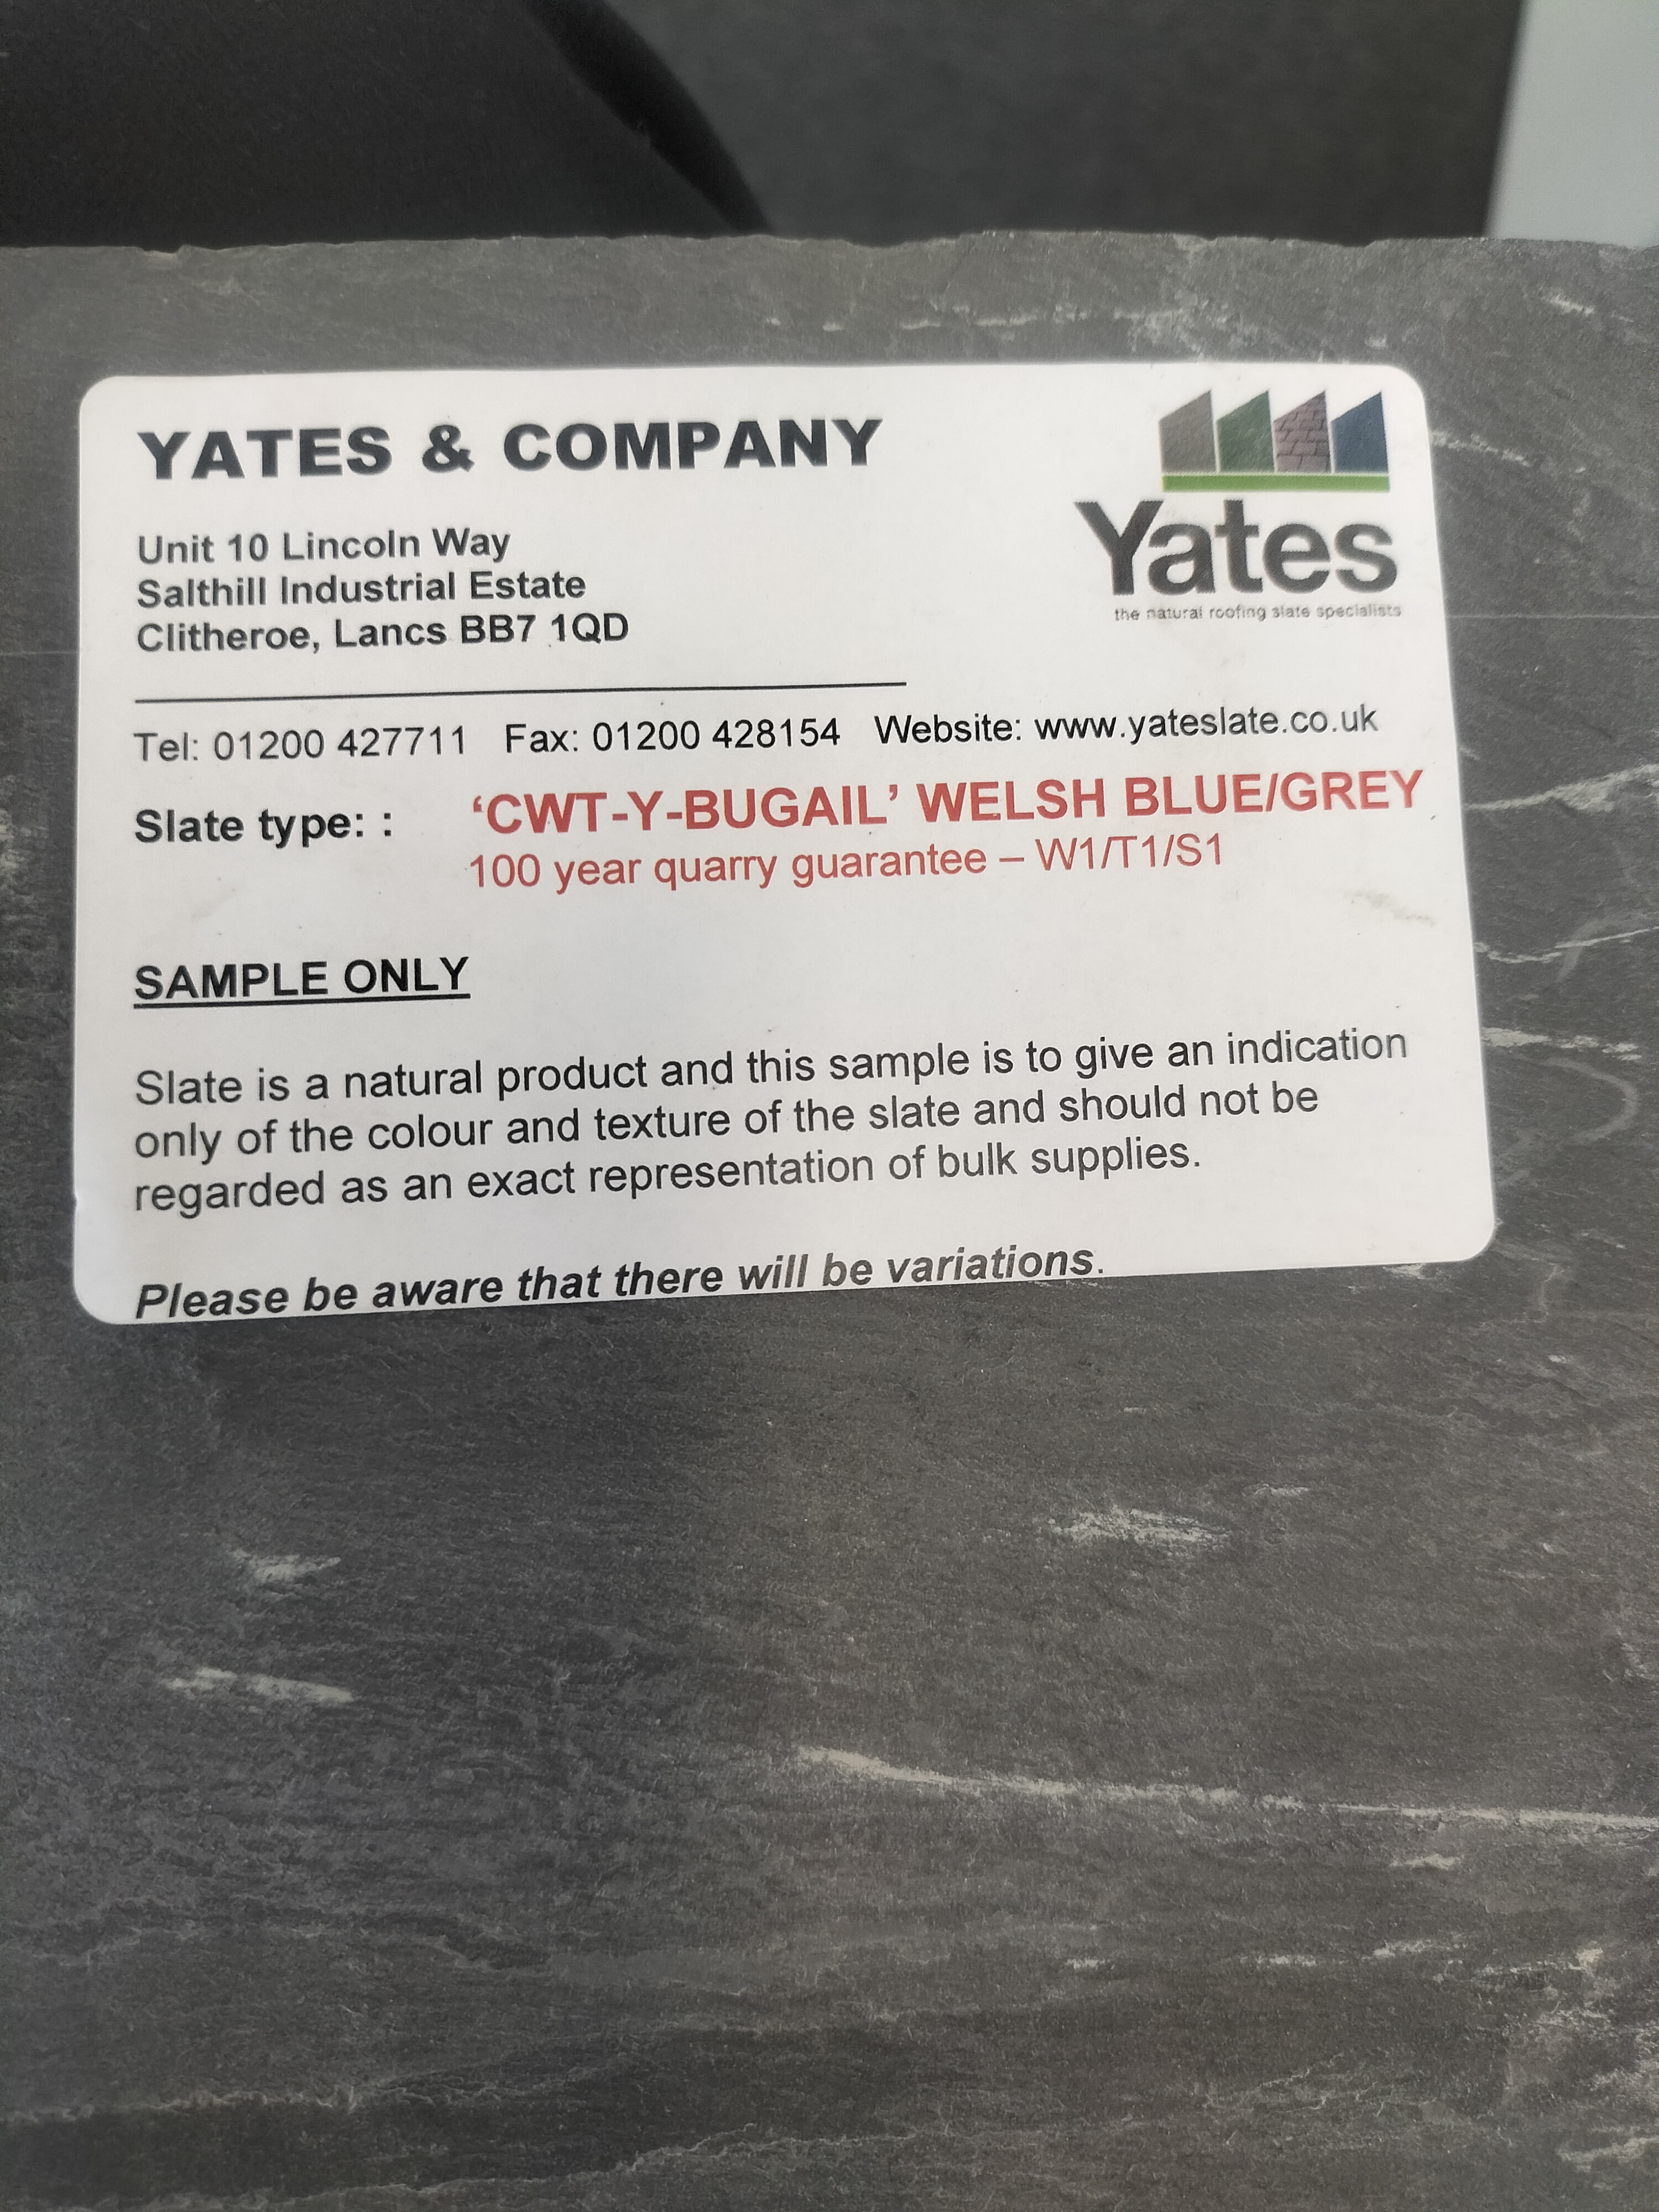 YATES & COMPANY
Yates
the natural roofing slate specialists
Unit 10 Lincoln Way
Salthill Industrial Estate
Clitheroe, Lancs BB7 1QD
Tel: 01200 427711 Fax: 01200 428154 Website: www.yateslate.co.uk
Slate type: : ‘CWT-Y-BUGAIL’ WELSH BLUE/GREY
100 year quarry guarantee – W1/T1/S1
SAMPLE ONLY
Slate is a natural product and this sample is to give an indication
only of the colour and texture of the slate and should not be
regarded as an exact representation of bulk supplies.
Please be aware that there will be variations.